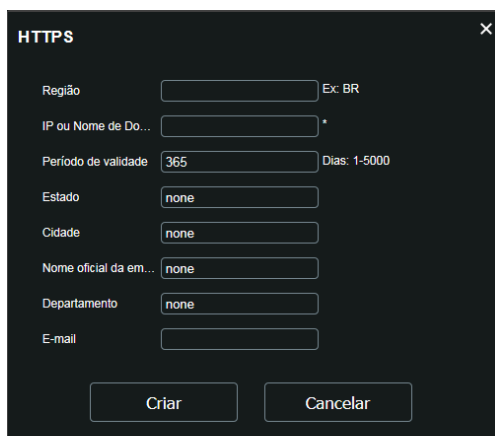 HTTPS ×
Região Ex: BR
IP ou Nome de Do... *
Período de validade 365 Dias: 1-5000
Estado none
Cidade none
Nome oficial da em... none
Departamento none
E-mail
Criar Cancelar